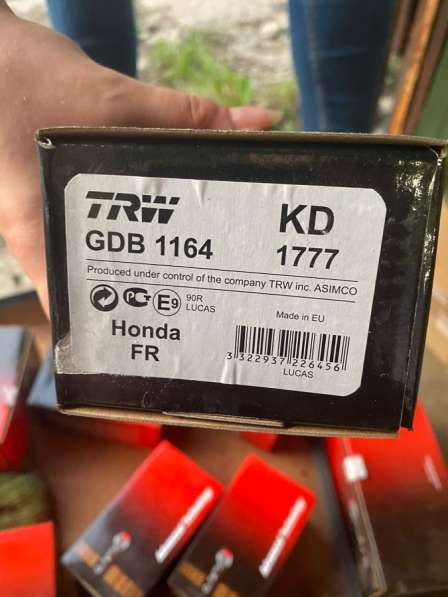 TRW
KD
GDB 1164
1777
Produced under control of the company TRW inc. ASIMCO
PG
E9
90R
LUCAS
Made in EU
Honda
FR
3 322937 226456
LUCAS